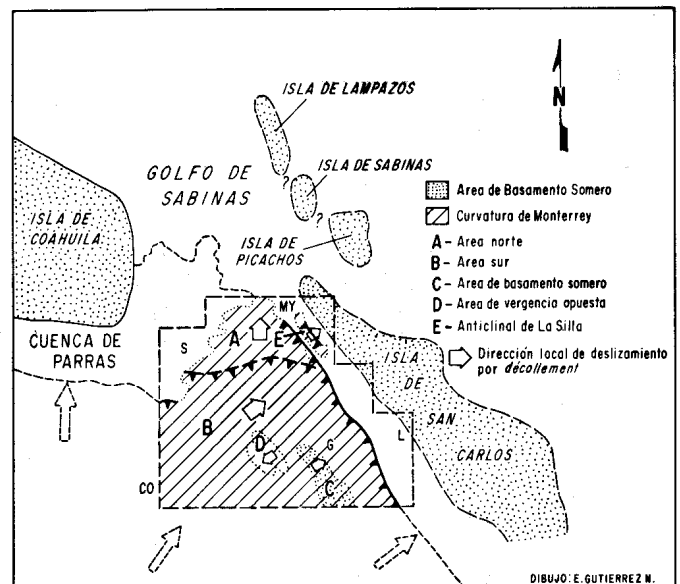 N
ISLA DE LAMPAZOS
GOLFO DE
SABINAS
ISLA DE SABINAS
?
?
ISLA DE
COAHUILA
ISLA DE
PICACHOS
Area de Basamento Somero
Curvatura de Monterrey
A - Area norte
B - Area sur
C - Area de basamento somero
D - Area de vergencia opuesta
E - Anticlinal de La Silla
Dirección local de deslizamiento
por décollement
CUENCA DE
PARRAS
S
A
MY
E
ISLA
DE
SAN
CARLOS
B
D
G
L
C
CO
DIBUJO: E. GUTIERREZ N.